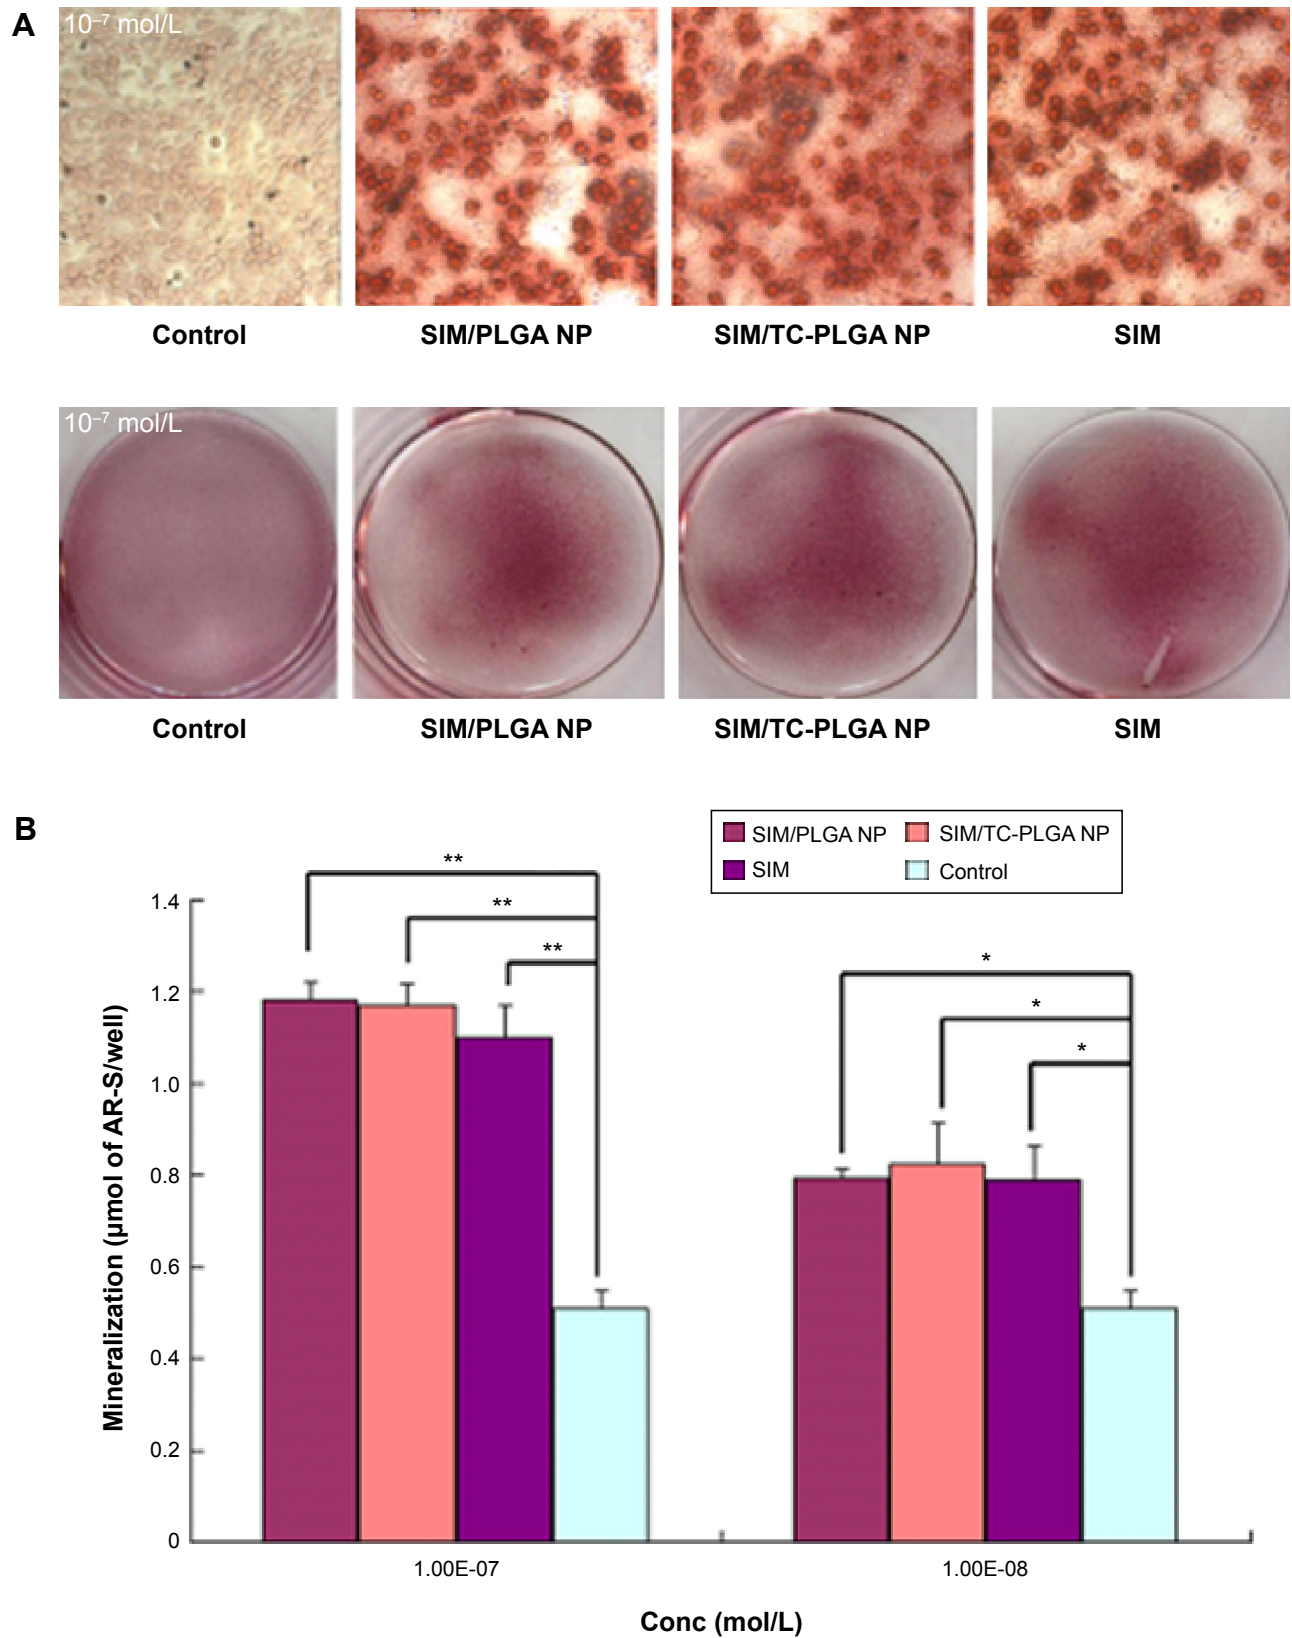 A
10⁻⁷ mol/L
Control SIM/PLGA NP SIM/TC-PLGA NP SIM
10⁻⁷ mol/L
Control SIM/PLGA NP SIM/TC-PLGA NP SIM
B
SIM/PLGA NP SIM/TC-PLGA NP
SIM Control
**
**
**
*
*
*
1.4
1.2
1.0
0.8
0.6
0.4
0.2
0
Mineralization (µmol of AR-S/well)
1.00E-07 1.00E-08
Conc (mol/L)